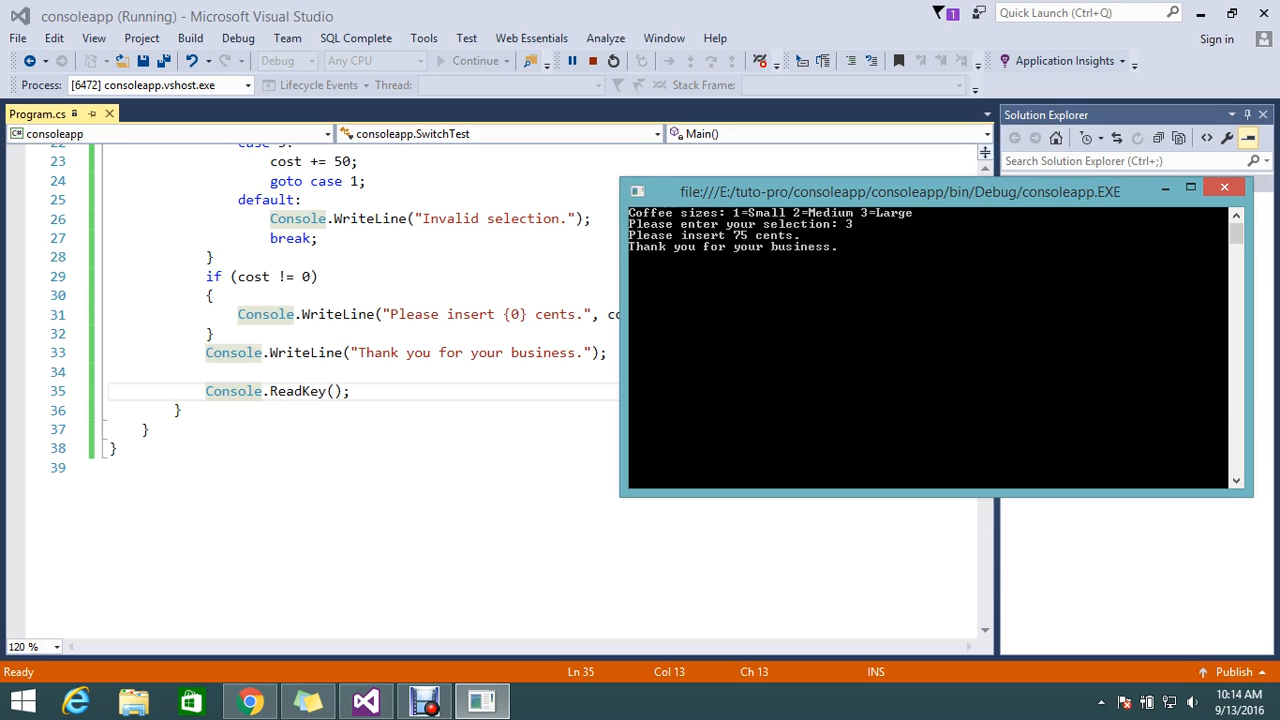 consoleapp (Running) - Microsoft Visual Studio
1
Quick Launch (Ctrl+Q)
File Edit View Project Build Debug Team SQL Complete Tools Test Web Essentials Analyze Window Help
Sign in
Debug Any CPU Continue Application Insights
Process: [6472] consoleapp.vshost.exe Lifecycle Events Thread: Stack Frame:
Program.cs
Solution Explorer
consoleapp consoleapp.SwitchTest Main()
Search Solution Explorer (Ctrl+;)
23 cost += 50;
24 goto case 1;
25 default:
26 Console.WriteLine("Invalid selection.");
27 break;
28 }
29 if (cost != 0)
30 {
31 Console.WriteLine("Please insert {0} cents.", co
32 }
33 Console.WriteLine("Thank you for your business.");
34
35 Console.ReadKey();
36 }
37 }
38 }
39
file:///E:/tuto-pro/consoleapp/consoleapp/bin/Debug/consoleapp.EXE
Coffee sizes: 1=Small 2=Medium 3=Large
Please enter your selection: 3
Please insert 75 cents.
Thank you for your business.
120 %
Ready Ln 35 Col 13 Ch 13 INS Publish
10:14 AM
9/13/2016